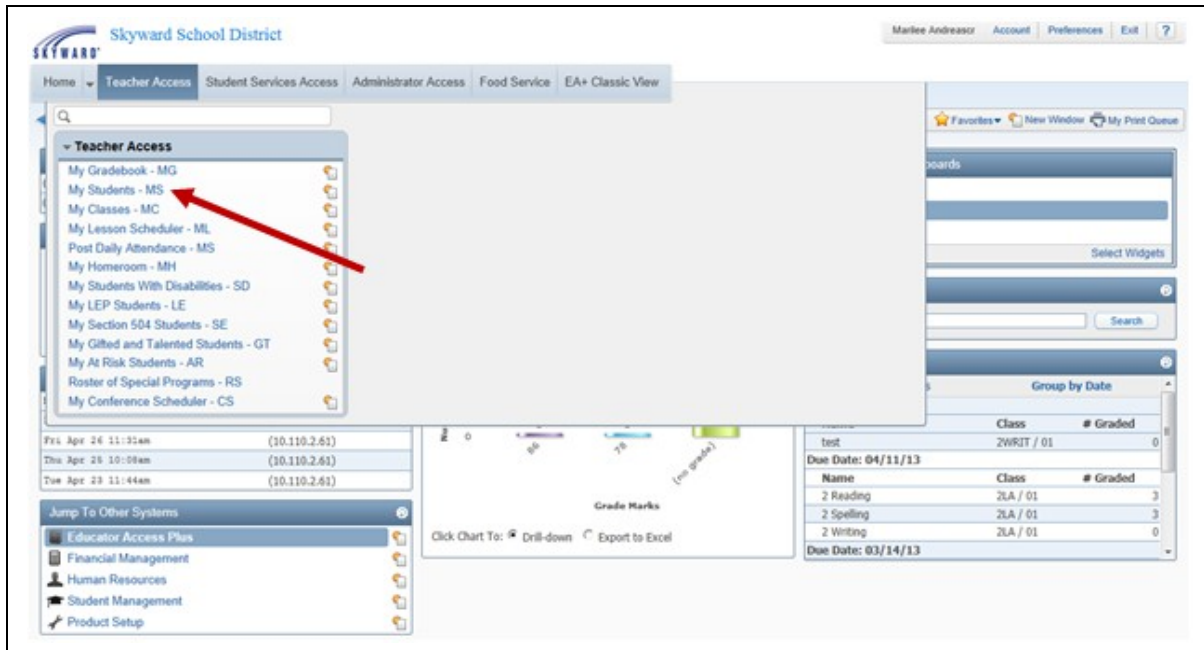 SKYWARD
Skyward School District
Marilee Andreascr Account Preferences Exit ?
Home Teacher Access Student Services Access Administrator Access Food Service EA+ Classic View
Favorites New Window My Print Queue
Teacher Access
My Gradebook - MG
My Students - MS
My Classes - MC
My Lesson Scheduler - ML
Post Daily Attendance - MS
My Homeroom - MH
My Students With Disabilities - SD
My LEP Students - LE
My Section 504 Students - SE
My Gifted and Talented Students - GT
My At Risk Students - AR
Roster of Special Programs - RS
My Conference Scheduler - CS
boards
Select Widgets
Search
s Group by Date
Class # Graded
test 2WRIT / 01 0
Due Date: 04/11/13
Name Class # Graded
2 Reading 2LA / 01 3
2 Spelling 2LA / 01 3
2 Writing 2LA / 01 0
Due Date: 03/14/13
Fri Apr 26 11:31am (10.110.2.61)
Thu Apr 25 10:08am (10.110.2.61)
Tue Apr 23 11:44am (10.110.2.61)
Nu
0
86 78 (no grade)
Grade Marks
Click Chart To: Drill-down Export to Excel
Jump To Other Systems
Educator Access Plus
Financial Management
Human Resources
Student Management
Product Setup